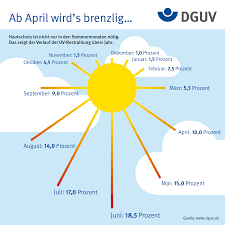 Ab April wird's brenzlig...
DGUV
Hautschutz ist nicht nur in den Sommermonaten nötig.
Das zeigt der Verlauf der UV-Bestrahlung übers Jahr.
Dezember: 1,0 Prozent
November: 1,5 Prozent
Januar: 1,5 Prozent
Oktober: 4,5 Prozent
Februar: 2,5 Prozent
September: 9,0 Prozent
März: 5,5 Prozent
April: 10,0 Prozent
August: 14,0 Prozent
Mai: 15,0 Prozent
Juli: 17,0 Prozent
Juni: 18,5 Prozent
Quelle: www.dguv.de